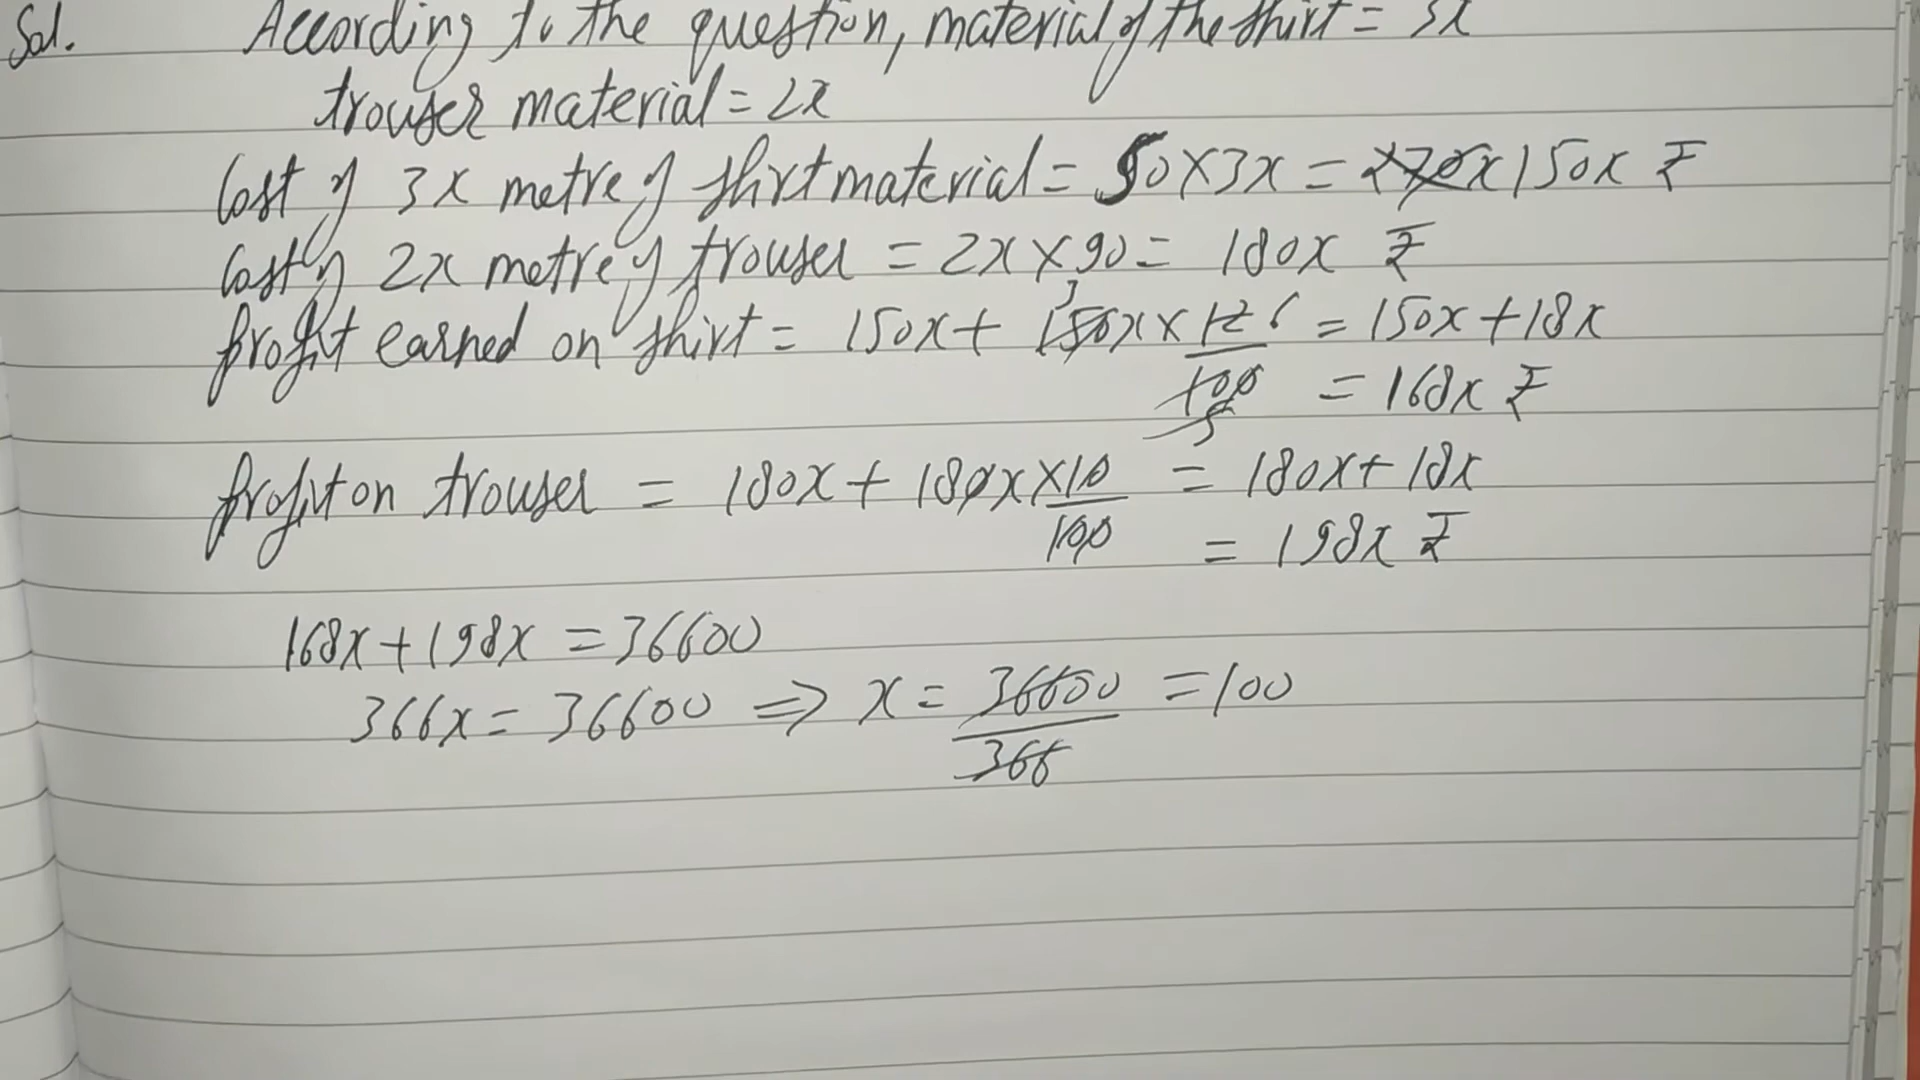 Sol. According to the question, material of the shirt = 3x
trouser material = 2x
Cost of 3x metre of shirt material = 50 × 3x = 270x 150x ₹
Cost of 2x metre of trouser = 2x × 90 = 180x ₹
profit earned on shirt = 150x + 150x × 12/100 = 150x + 18x
= 168x ₹
profit on trouser = 180x + 180x × 10/100 = 180x + 18x
= 198x ₹
168x + 198x = 36600
366x = 36600 ⇒ x = 36600/366 = 100